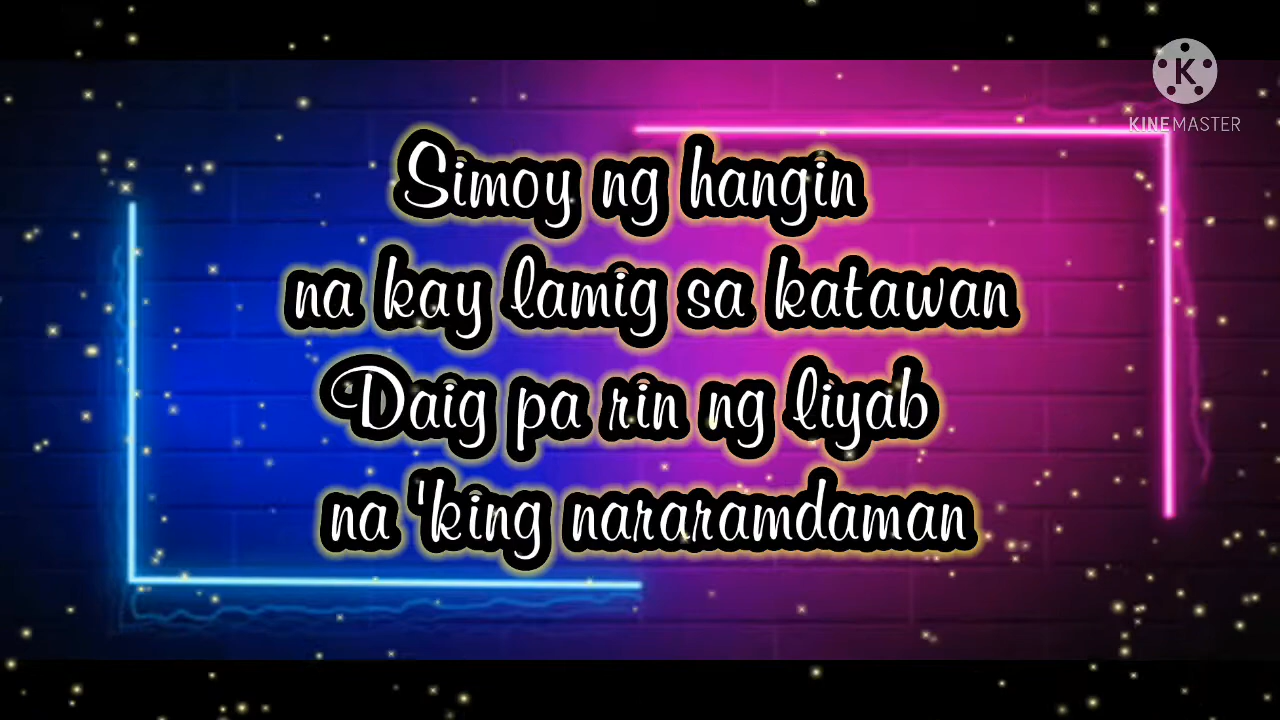 KINEMASTER
Simoy ng hangin
na kay lamig sa katawan
Daig pa rin ng liyab
na 'king nararamdaman